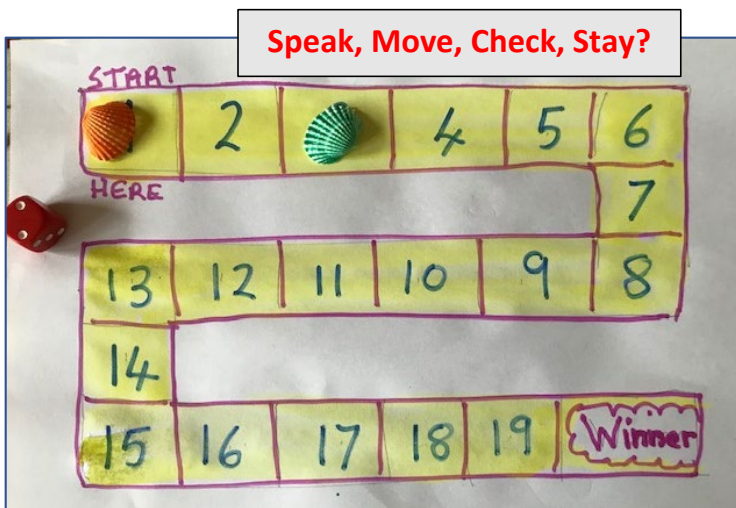 Speak, Move, Check, Stay?
START
2 4 5 6
HERE
7
13 12 11 10 9 8
14
15 16 17 18 19 Winner